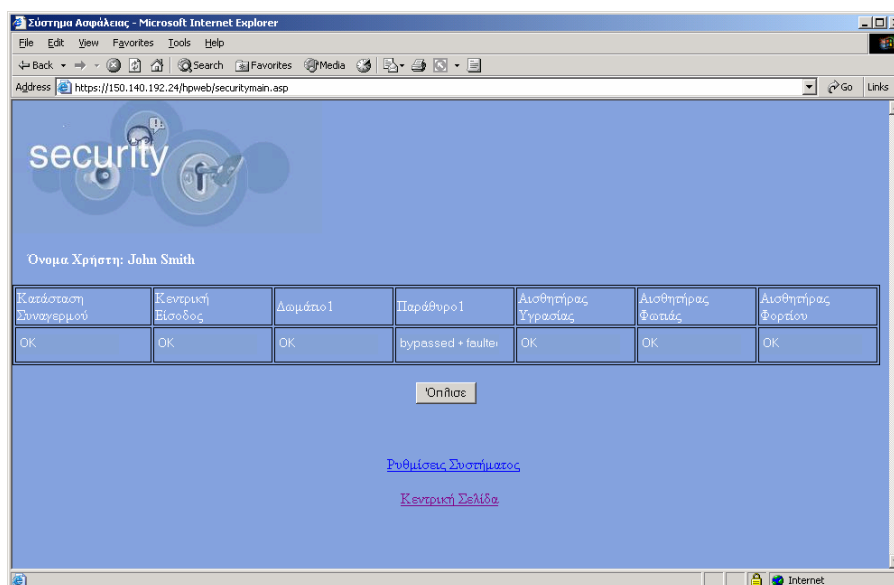 Σύστημα Ασφάλειας - Microsoft Internet Explorer
File Edit View Favorites Tools Help
Back Search Favorites Media
Address https://150.140.192.24/hpweb/securitymain.asp Go Links
security
Όνομα Χρήστη: John Smith
Κατάσταση Συναγερμού Κεντρική Είσοδος Δωμάτιο1 Παράθυρο1 Αισθητήρας Υγρασίας Αισθητήρας Φωτιάς Αισθητήρας Φορτίου
OK OK OK bypassed + faulte OK OK OK
Όπλισε
Ρυθμίσεις Συστήματος
Κεντρική Σελίδα
Internet